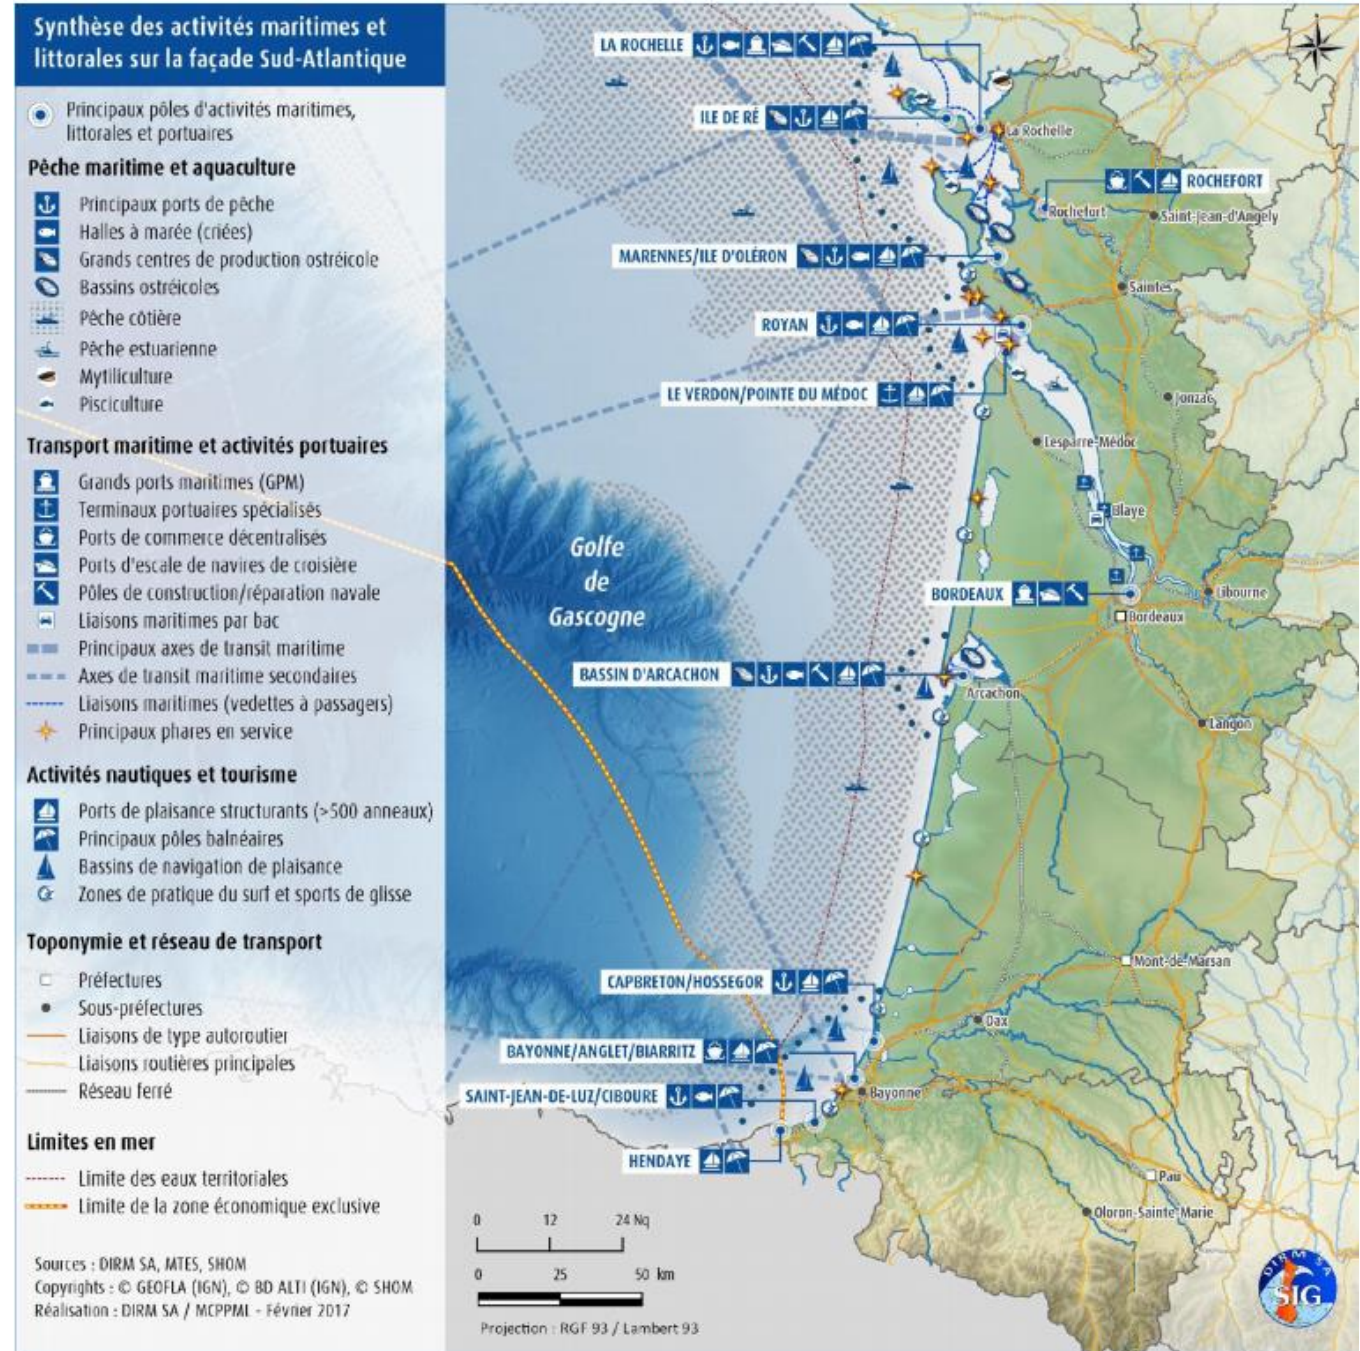 Synthèse des activités maritimes et
littorales sur la façade Sud-Atlantique
Principaux pôles d'activités maritimes,
littorales et portuaires
Pêche maritime et aquaculture
Principaux ports de pêche
Halles à marée (criées)
Grands centres de production ostréicole
Bassins ostréicoles
Pêche côtière
Pêche estuarienne
Mytiliculture
Pisciculture
Transport maritime et activités portuaires
Grands ports maritimes (GPM)
Terminaux portuaires spécialisés
Ports de commerce décentralisés
Ports d'escale de navires de croisière
Pôles de construction/réparation navale
Liaisons maritimes par bac
Principaux axes de transit maritime
Axes de transit maritime secondaires
Liaisons maritimes (vedettes à passagers)
Principaux phares en service
Activités nautiques et tourisme
Ports de plaisance structurants (>500 anneaux)
Principaux pôles balnéaires
Bassins de navigation de plaisance
Zones de pratique du surf et sports de glisse
Toponymie et réseau de transport
Préfectures
Sous-préfectures
Liaisons de type autoroutier
Liaisons routières principales
Réseau ferré
Limites en mer
Limite des eaux territoriales
Limite de la zone économique exclusive
Sources : DIRM SA, MTES, SHOM
Copyrights : © GEOFLA (IGN), © BD ALTI (IGN), © SHOM
Réalisation : DIRM SA / MCPPML - Février 2017
LA ROCHELLE
ILE DE RÉ
La Rochelle
ROCHEFORT
Rochefort
Saint-Jean-d'Angely
MARENNES/ILE D'OLÉRON
Saintes
ROYAN
LE VERDON/POINTE DU MÉDOC
Jonzac
Lesparre-Médoc
Blaye
Golfe
de
Gascogne
BORDEAUX
Libourne
Bordeaux
BASSIN D'ARCACHON
Arcachon
Langon
Mont-de-Marsan
CAPBRETON/HOSSEGOR
Dax
BAYONNE/ANGLET/BIARRITZ
SAINT-JEAN-DE-LUZ/CIBOURE
Bayonne
HENDAYE
Pau
Oloron-Sainte-Marie
0 12 24 Nq
0 25 50 km
Projection : RGF 93 / Lambert 93
DIRM SA
SIG